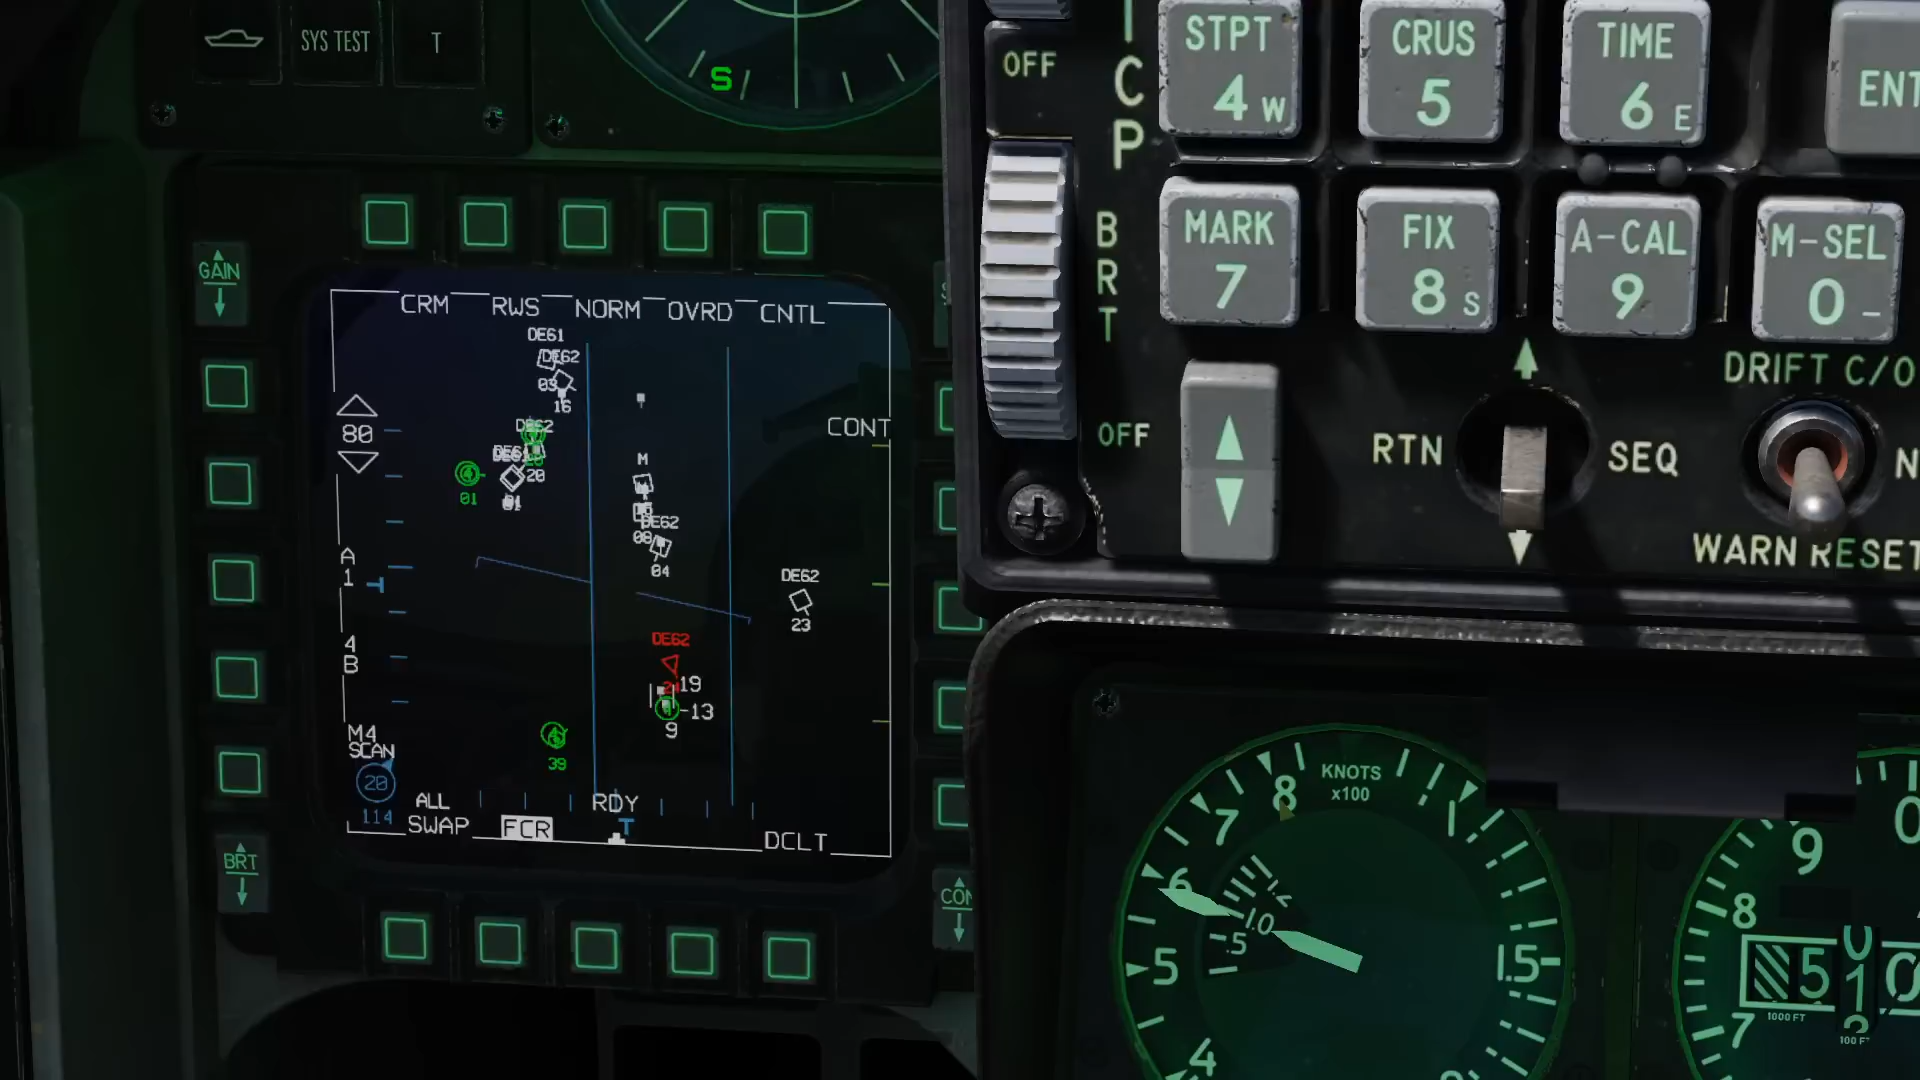 SYS TEST
T
S
GAIN
CRM RWS NORM OVRD CNTL
DE61
DE62
03
16
80
CONT
DE62
20
01
01
M
DE62
08
04
DE62
23
A
1
4
B
DE62
19
-13
9
39
M4
SCAN
20
114
ALL
RDY
T
SWAP FCR DCLT
BRT
OFF
I
C
P
STPT
4 W
CRUS
5
TIME
6 E
ENT
BRT
MARK
7
FIX
8 S
A-CAL
9
M-SEL
0 -
OFF
RTN SEQ
DRIFT C/O
N
WARN RESET
KNOTS
x100
8
7
6
5
4
1.5
1.0
.5
9
8
7
0
5
1
1000 FT
100 FT